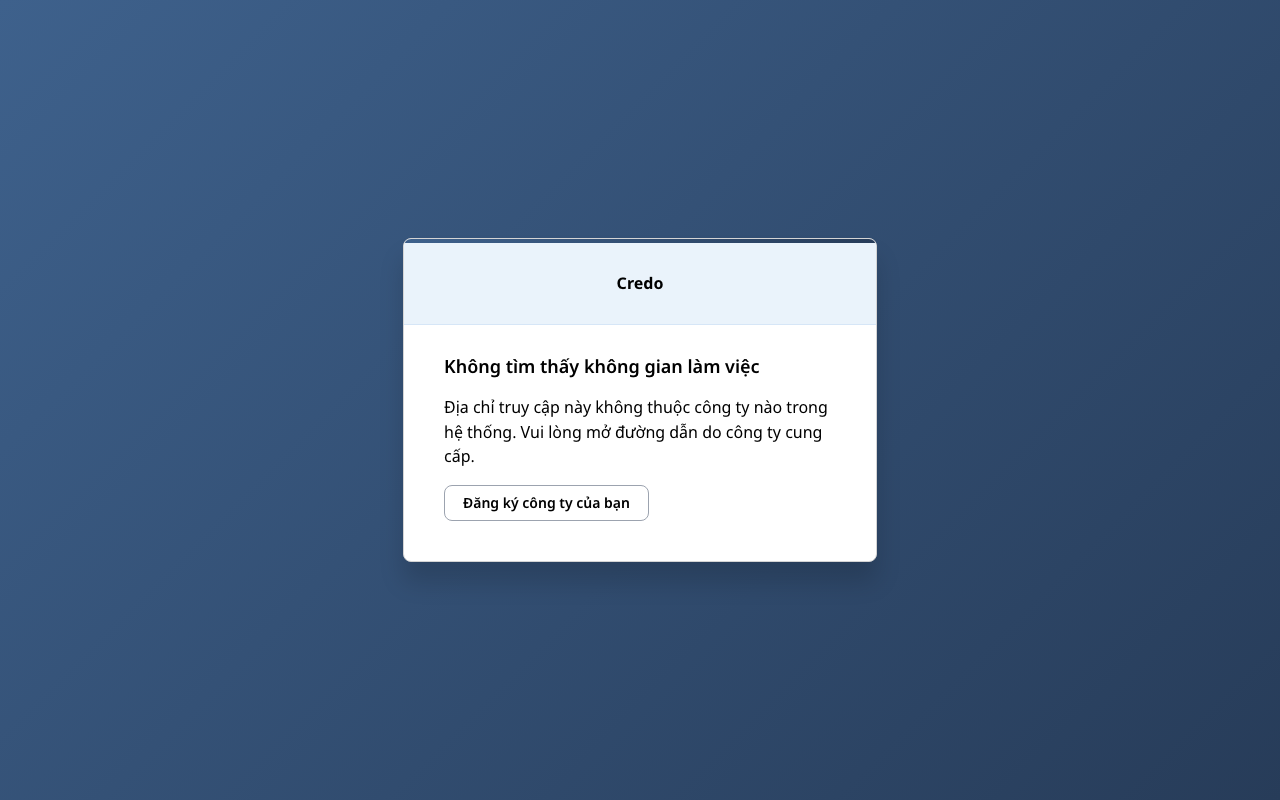 Credo
Không tìm thấy không gian làm việc
Địa chỉ truy cập này không thuộc công ty nào trong
hệ thống. Vui lòng mở đường dẫn do công ty cung
cấp.
Đăng ký công ty của bạn